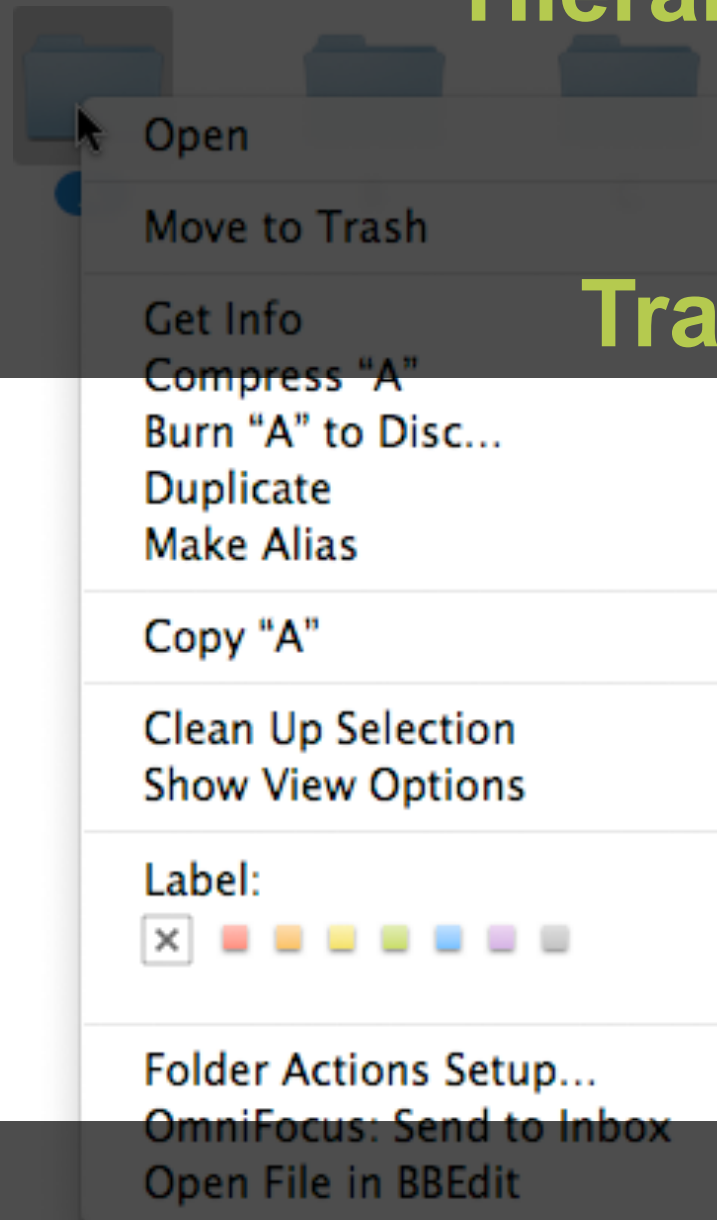 Open
Move to Trash
Get Info
Tra
Compress “A”
Burn “A” to Disc...
Duplicate
Make Alias
Copy “A”
Clean Up Selection
Show View Options
Label:
Folder Actions Setup...
OmniFocus: Send to Inbox
Open File in BBEdit